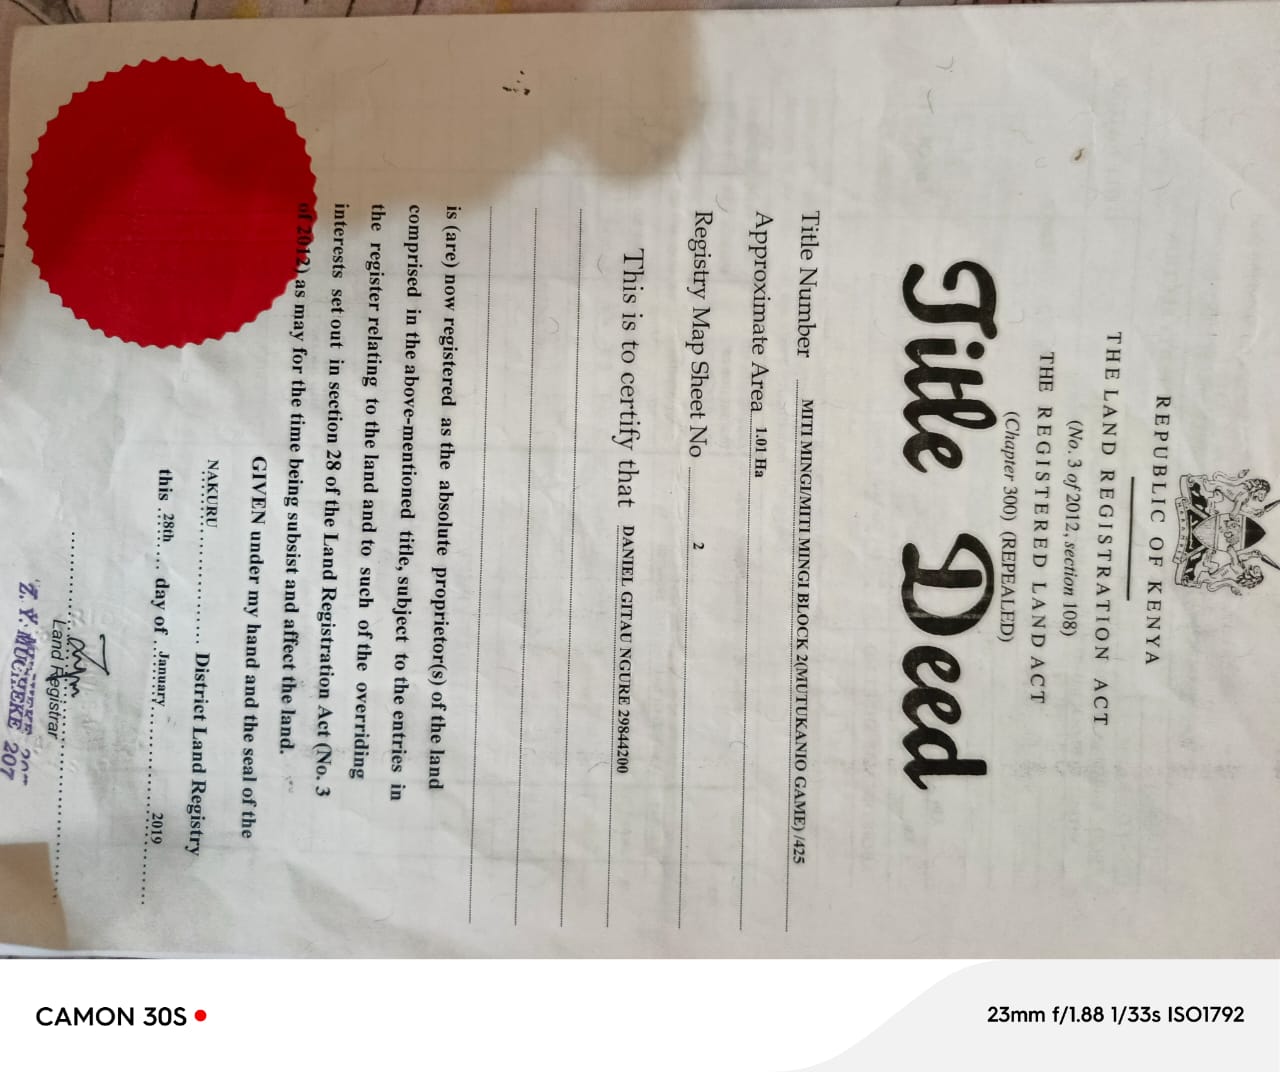 REPUBLIC OF KENYA
THE LAND REGISTRATION ACT
(No. 3 of 2012, section 108)
THE REGISTERED LAND ACT
(Chapter 300) (REPEALED)
Title Deed
Title Number MITI MINGI/MITI MINGI BLOCK 2(MUTUKANIO GAME) /425
Approximate Area 1.01 Ha
Registry Map Sheet No 2
This is to certify that DANIEL GITAU NGURE 29844200
is (are) now registered as the absolute proprietor(s) of the land
comprised in the above-mentioned title, subject to the entries in
the register relating to the land and to such of the overriding
interests set out in section 28 of the Land Registration Act (No. 3
of 2012) as may for the time being subsist and affect the land.
GIVEN under my hand and the seal of the
NAKURU District Land Registry
this 28th day of January 2019
Land Registrar
207
CAMON 30S
23mm f/1.88 1/33s ISO1792